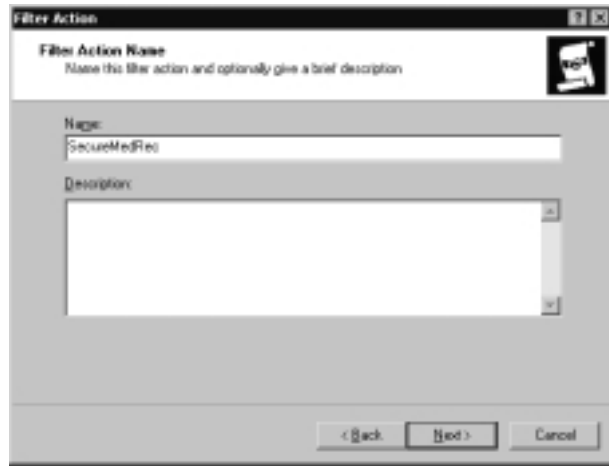 Filter Action
Filter Action Name
Name this filter action and optionally give a brief description
Name:
SecureMedRec
Description:
< Back
Next >
Cancel